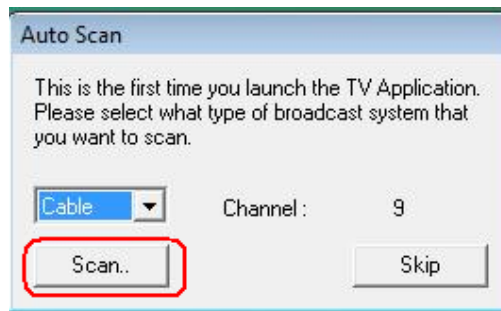 Auto Scan
This is the first time you launch the TV Application.
Please select what type of broadcast system that
you want to scan.
Cable Channel : 9
Scan.. Skip